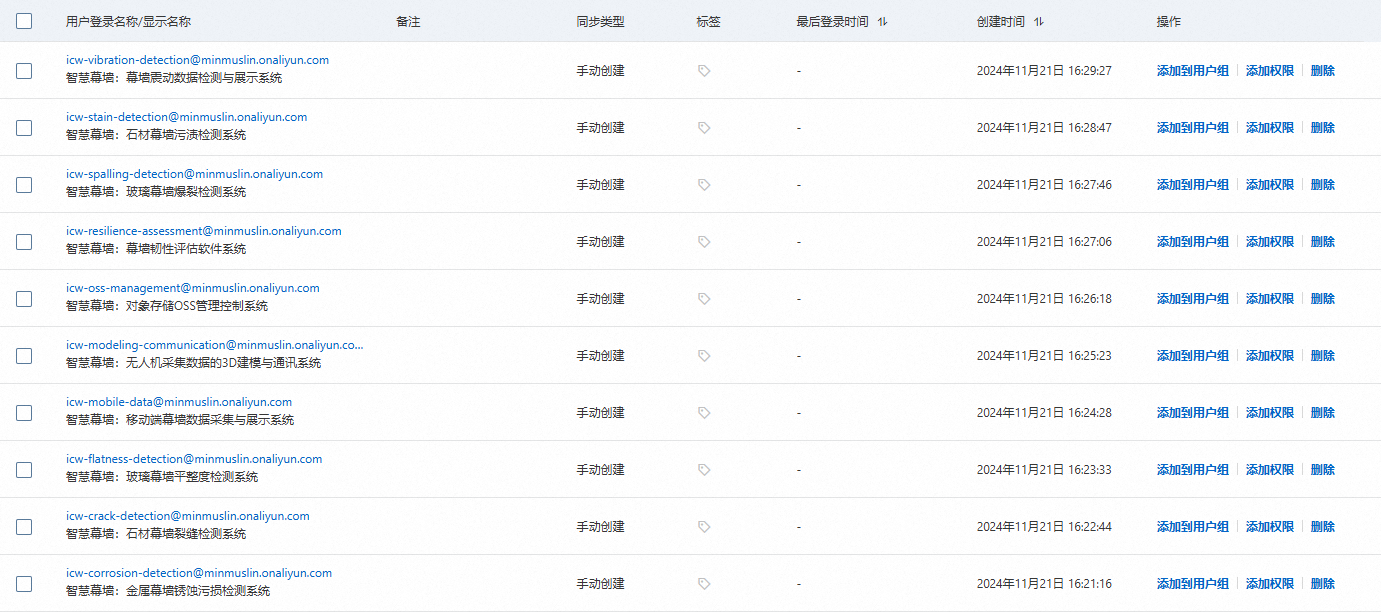 用户登录名称/显示名称 备注 同步类型 标签 最后登录时间 创建时间 操作
icw-vibration-detection@minmuslin.onaliyun.com
智慧幕墙：幕墙震动数据检测与展示系统
手动创建 - 2024年11月21日 16:29:27 添加到用户组 添加权限 删除
icw-stain-detection@minmuslin.onaliyun.com
智慧幕墙：石材幕墙污渍检测系统
手动创建 - 2024年11月21日 16:28:47 添加到用户组 添加权限 删除
icw-spalling-detection@minmuslin.onaliyun.com
智慧幕墙：玻璃幕墙爆裂检测系统
手动创建 - 2024年11月21日 16:27:46 添加到用户组 添加权限 删除
icw-resilience-assessment@minmuslin.onaliyun.com
智慧幕墙：幕墙韧性评估软件系统
手动创建 - 2024年11月21日 16:27:06 添加到用户组 添加权限 删除
icw-oss-management@minmuslin.onaliyun.com
智慧幕墙：对象存储OSS管理控制系统
手动创建 - 2024年11月21日 16:26:18 添加到用户组 添加权限 删除
icw-modeling-communication@minmuslin.onaliyun.co...
智慧幕墙：无人机采集数据的3D建模与通讯系统
手动创建 - 2024年11月21日 16:25:23 添加到用户组 添加权限 删除
icw-mobile-data@minmuslin.onaliyun.com
智慧幕墙：移动端幕墙数据采集与展示系统
手动创建 - 2024年11月21日 16:24:28 添加到用户组 添加权限 删除
icw-flatness-detection@minmuslin.onaliyun.com
智慧幕墙：玻璃幕墙平整度检测系统
手动创建 - 2024年11月21日 16:23:33 添加到用户组 添加权限 删除
icw-crack-detection@minmuslin.onaliyun.com
智慧幕墙：石材幕墙裂缝检测系统
手动创建 - 2024年11月21日 16:22:44 添加到用户组 添加权限 删除
icw-corrosion-detection@minmuslin.onaliyun.com
智慧幕墙：金属幕墙锈蚀污损检测系统
手动创建 - 2024年11月21日 16:21:16 添加到用户组 添加权限 删除